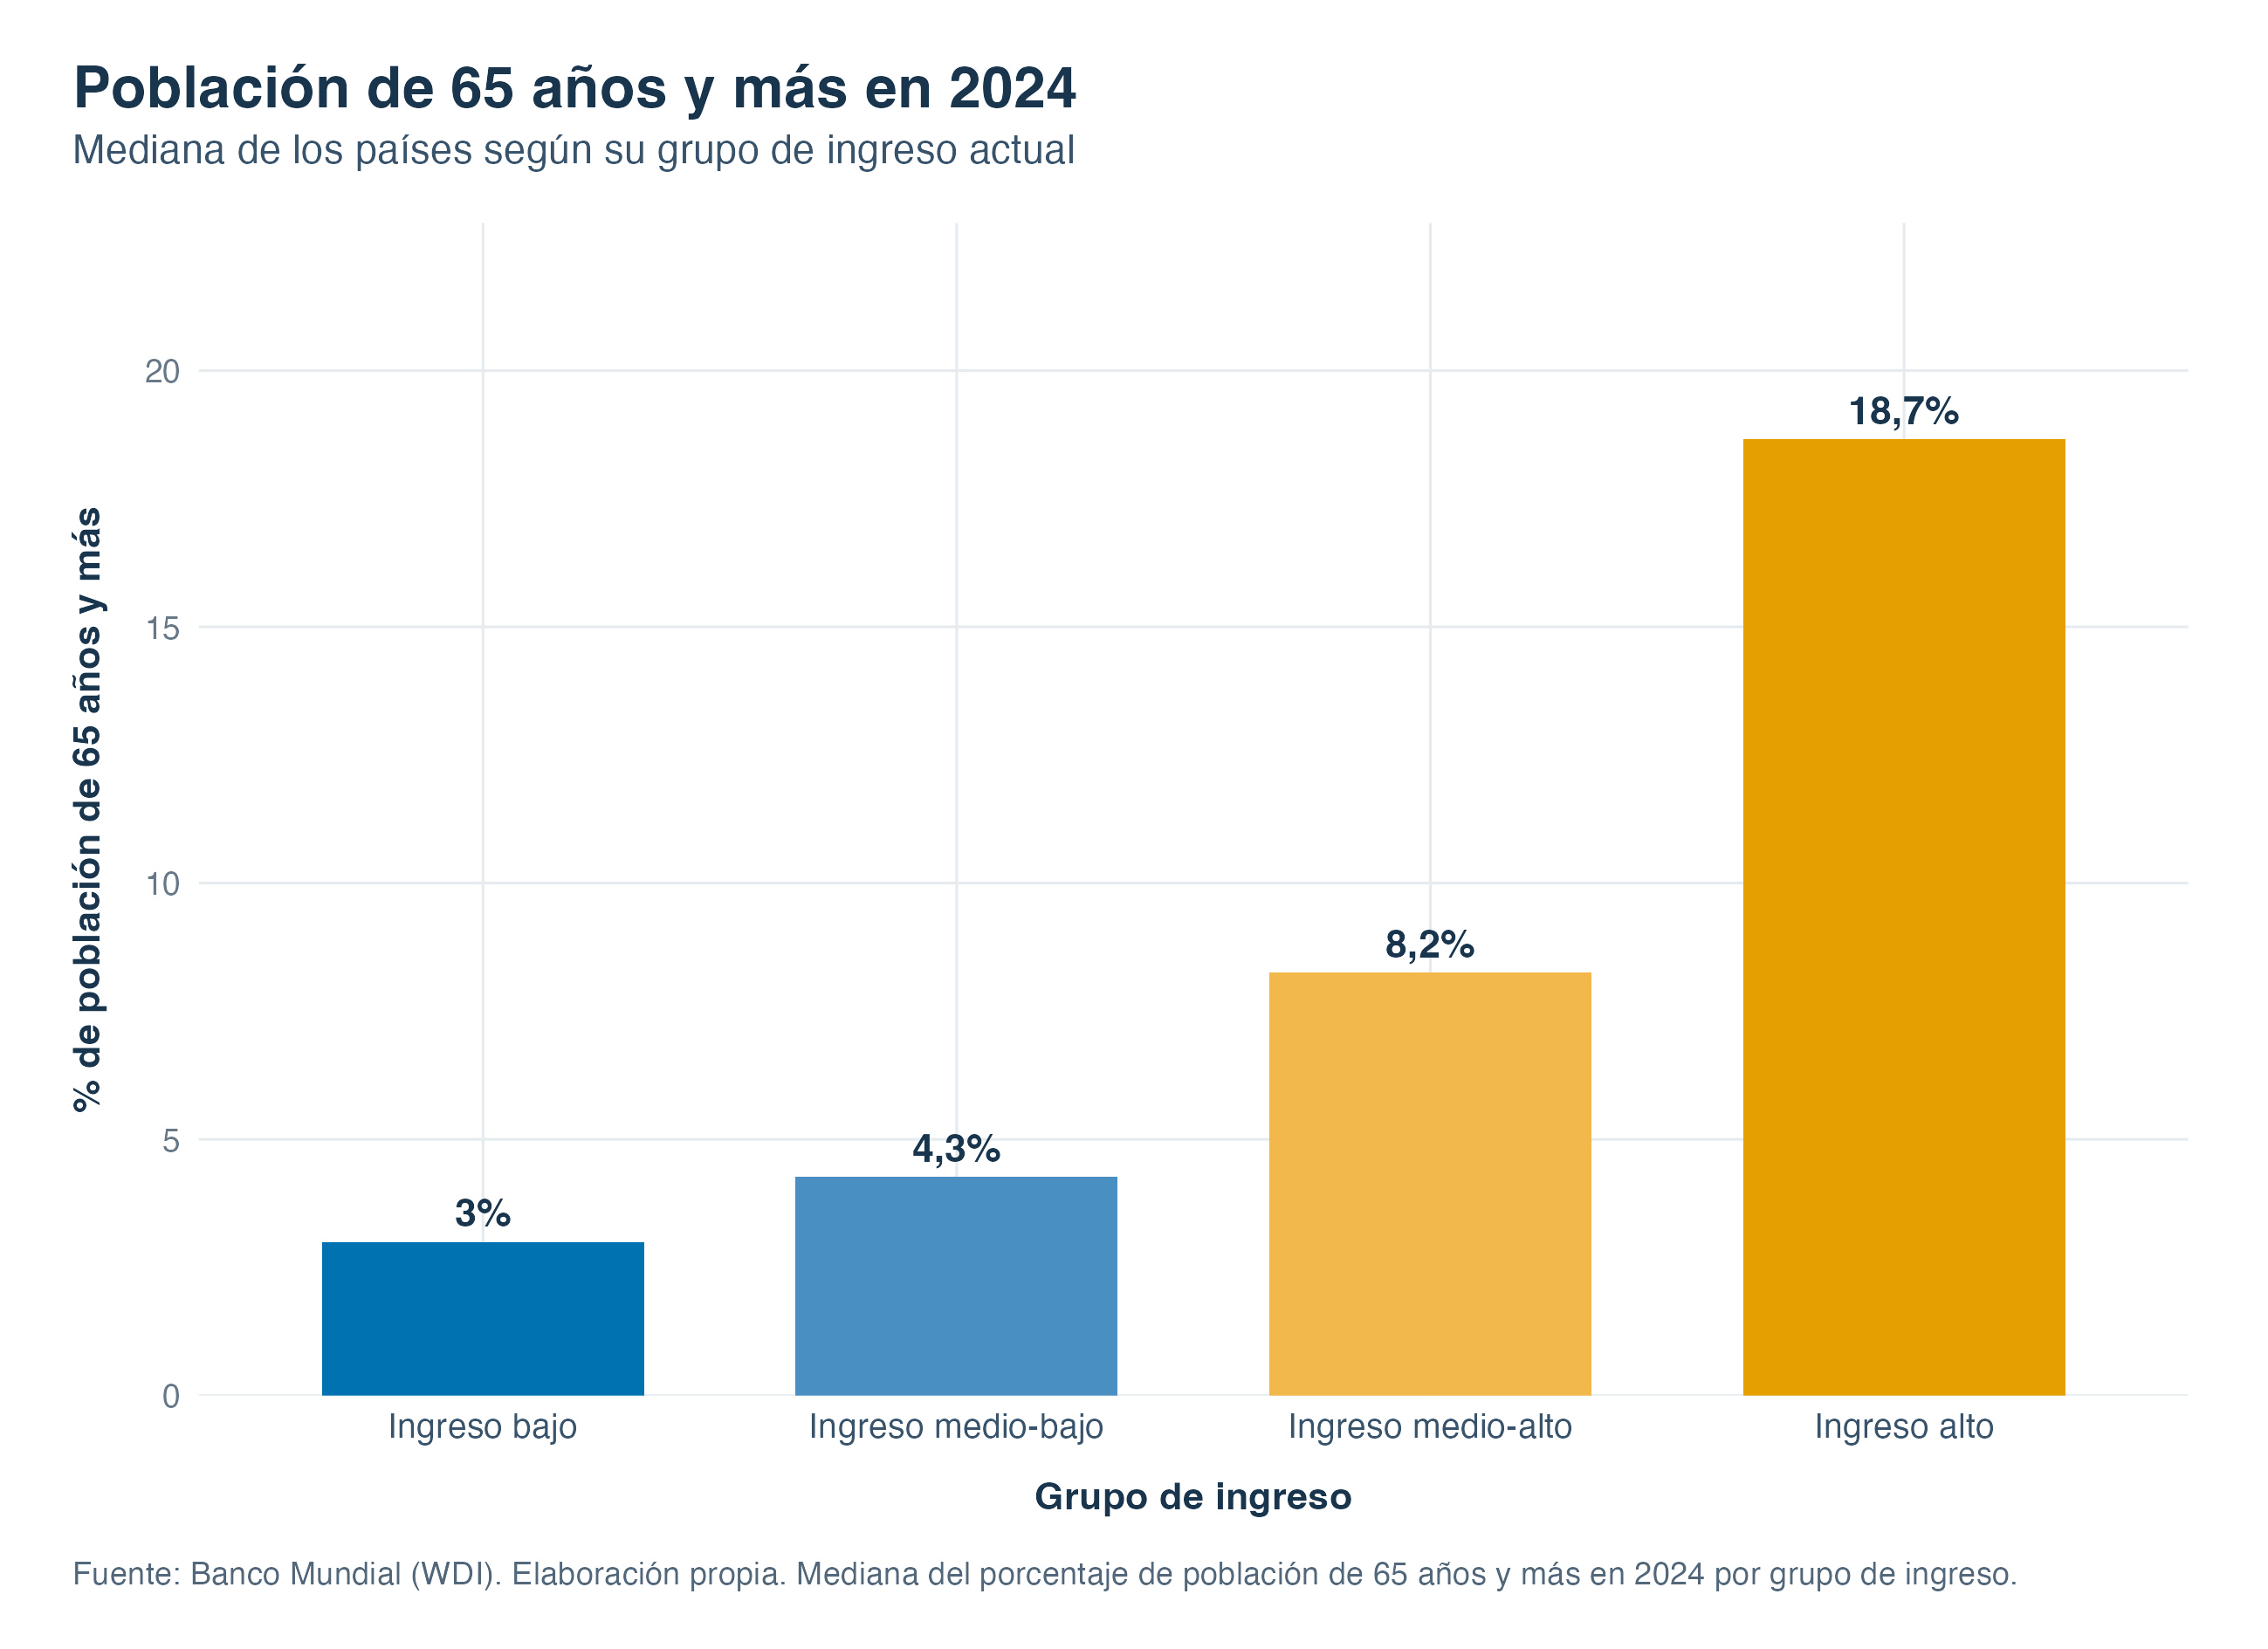 Población de 65 años y más en 2024
Mediana de los países según su grupo de ingreso actual
% de población de 65 años y más
20
15
10
5
0
3%
4,3%
8,2%
18,7%
Ingreso bajo
Ingreso medio-bajo
Ingreso medio-alto
Ingreso alto
Grupo de ingreso
Fuente: Banco Mundial (WDI). Elaboración propia. Mediana del porcentaje de población de 65 años y más en 2024 por grupo de ingreso.